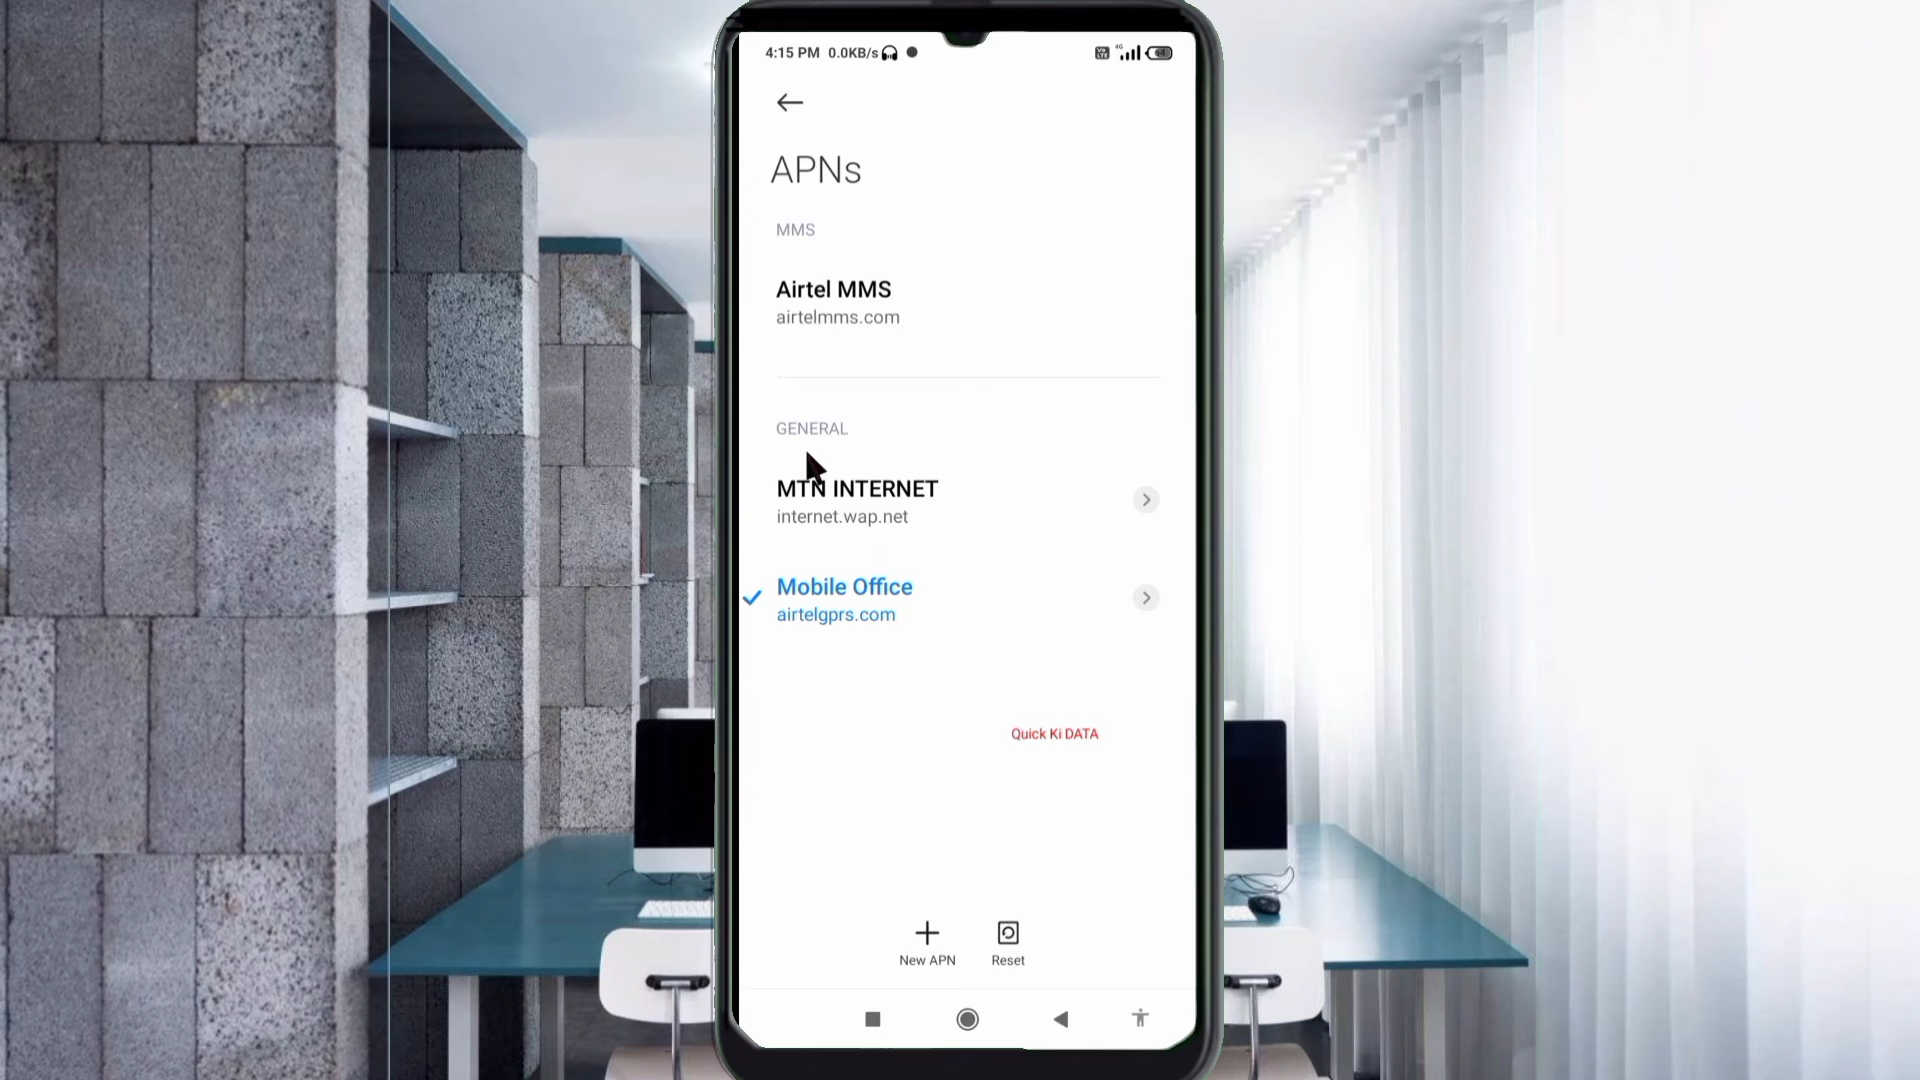 4:15 PM 0.0KB/s
4G
APNs
MMS
Airtel MMS
airtelmms.com
GENERAL
MTN INTERNET
internet.wap.net
Mobile Office
airtelgprs.com
Quick Ki DATA
New APN
Reset